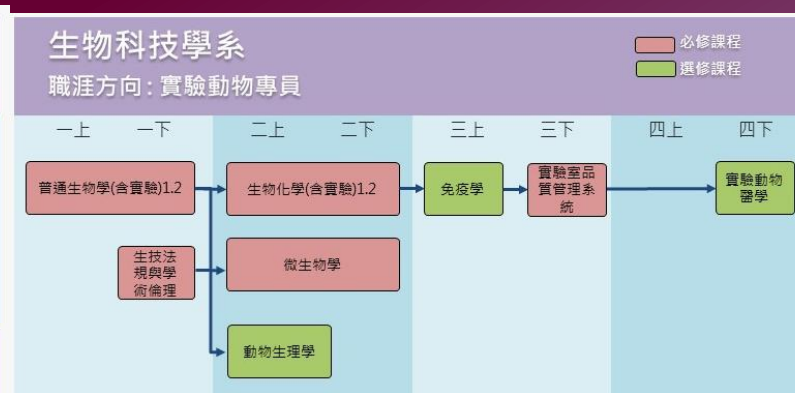 生物科技學系
職涯方向：實驗動物專員
必修課程
選修課程
一上 一下 二上 二下 三上 三下 四上 四下
普通生物學(含實驗)1.2
生物化學(含實驗)1.2
免疫學
實驗室品
質管理系
統
實驗動物
醫學
生技法
規與學
術倫理
微生物學
動物生理學